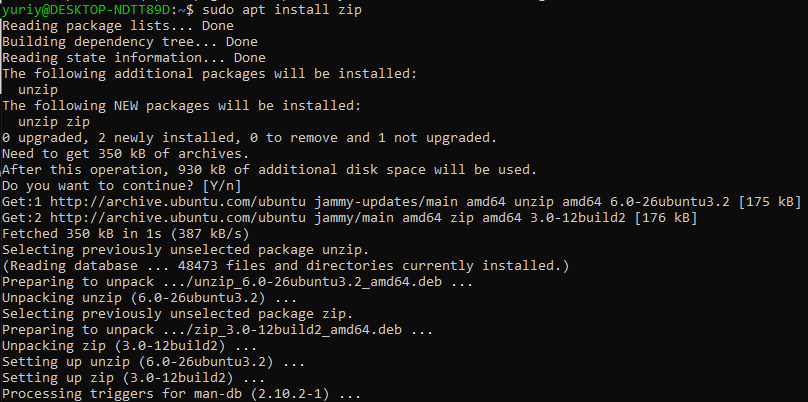 yuriy@DESKTOP-NDTT89D:~$ sudo apt install zip
Reading package lists... Done
Building dependency tree... Done
Reading state information... Done
The following additional packages will be installed:
  unzip
The following NEW packages will be installed:
  unzip zip
0 upgraded, 2 newly installed, 0 to remove and 1 not upgraded.
Need to get 350 kB of archives.
After this operation, 930 kB of additional disk space will be used.
Do you want to continue? [Y/n]
Get:1 http://archive.ubuntu.com/ubuntu jammy-updates/main amd64 unzip amd64 6.0-26ubuntu3.2 [175 kB]
Get:2 http://archive.ubuntu.com/ubuntu jammy/main amd64 zip amd64 3.0-12build2 [176 kB]
Fetched 350 kB in 1s (387 kB/s)
Selecting previously unselected package unzip.
(Reading database ... 48473 files and directories currently installed.)
Preparing to unpack .../unzip_6.0-26ubuntu3.2_amd64.deb ...
Unpacking unzip (6.0-26ubuntu3.2) ...
Selecting previously unselected package zip.
Preparing to unpack .../zip_3.0-12build2_amd64.deb ...
Unpacking zip (3.0-12build2) ...
Setting up unzip (6.0-26ubuntu3.2) ...
Setting up zip (3.0-12build2) ...
Processing triggers for man-db (2.10.2-1) ...